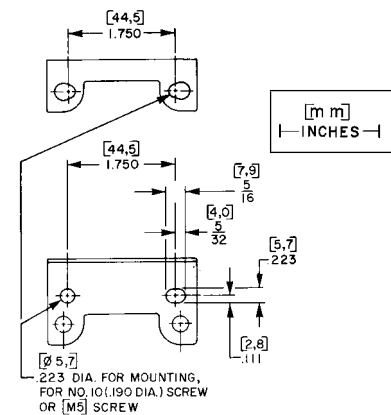 [44,5]
1.750
[mm]
INCHES
[44,5]
1.750
[7,9]
5
16
[4,0]
5
32
[5,7]
.223
[2,8]
.111
[Ø 5,7]
.223 DIA. FOR MOUNTING,
FOR NO. 10 (.190 DIA.) SCREW
OR [M5] SCREW